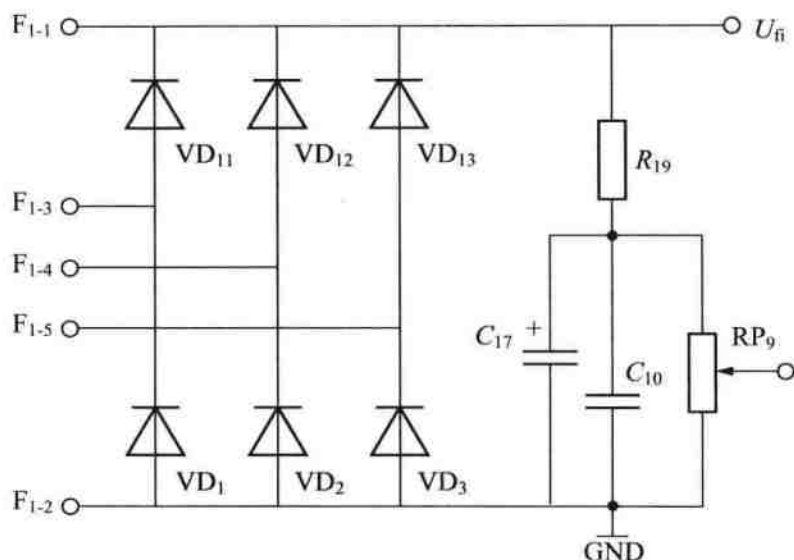 F₁₋₁
U_fi
VD₁₁
VD₁₂
VD₁₃
R₁₉
F₁₋₃
F₁₋₄
F₁₋₅
C₁₇
+
C₁₀
RP₉
VD₁
VD₂
VD₃
F₁₋₂
GND